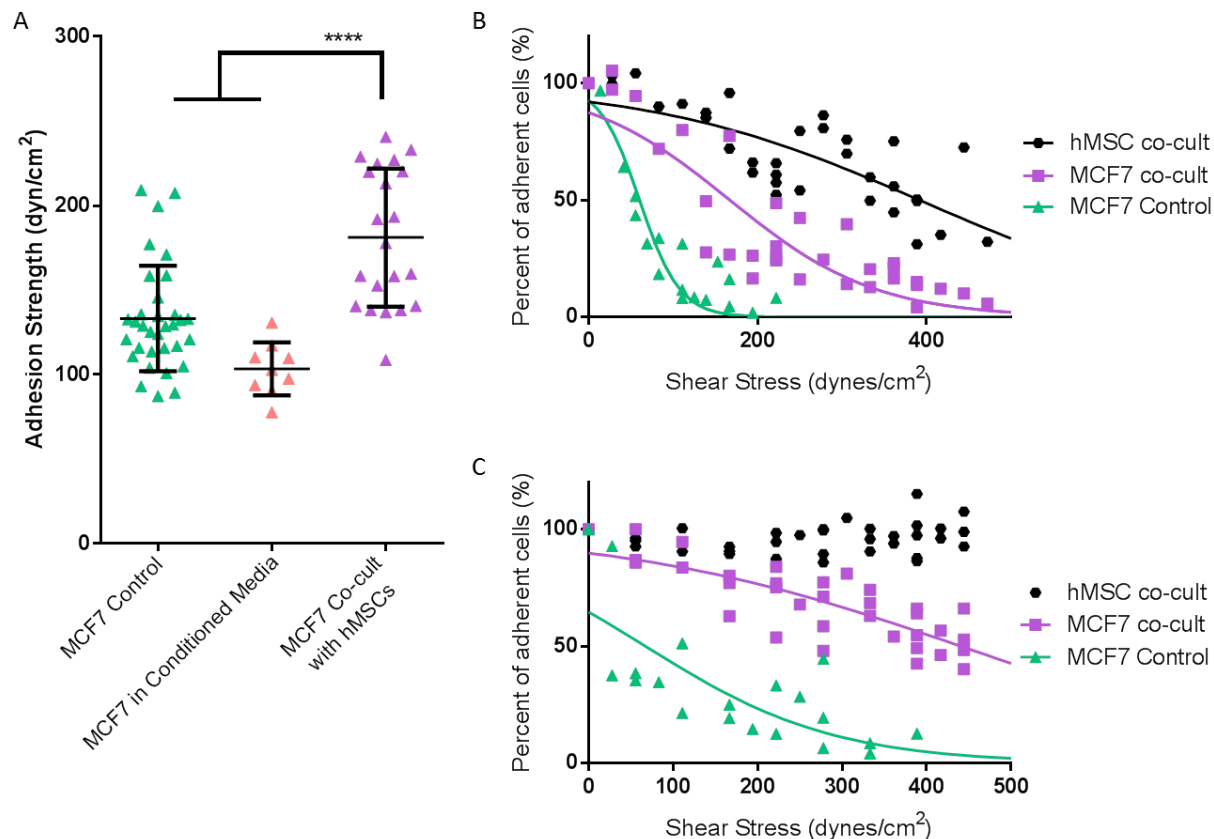 A
Adhesion Strength (dyn/cm²)
300
200
100
0
****
MCF7 Control
MCF7 in Conditioned Media
MCF7 Co-cult
with hMSCs
B
Percent of adherent cells (%)
100
50
0
0
200
400
Shear Stress (dynes/cm²)
hMSC co-cult
MCF7 co-cult
MCF7 Control
C
Percent of adherent cells (%)
100
50
0
0
100
200
300
400
500
Shear Stress (dynes/cm²)
hMSC co-cult
MCF7 co-cult
MCF7 Control